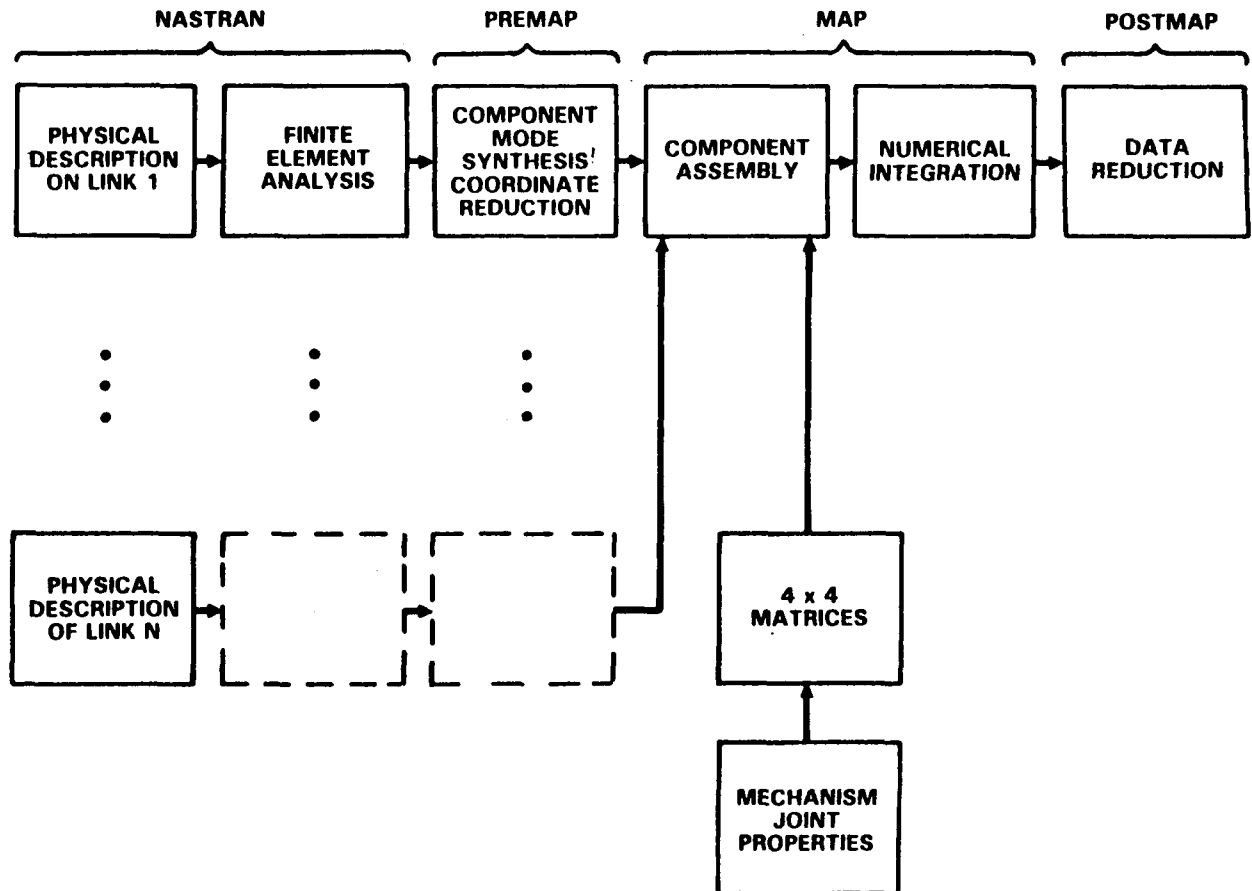 NASTRAN
PREMAP
MAP
POSTMAP
PHYSICAL
DESCRIPTION
ON LINK 1
FINITE
ELEMENT
ANALYSIS
COMPONENT
MODE
SYNTHESIS/
COORDINATE
REDUCTION
COMPONENT
ASSEMBLY
NUMERICAL
INTEGRATION
DATA
REDUCTION
PHYSICAL
DESCRIPTION
OF LINK N
4 x 4
MATRICES
MECHANISM
JOINT
PROPERTIES